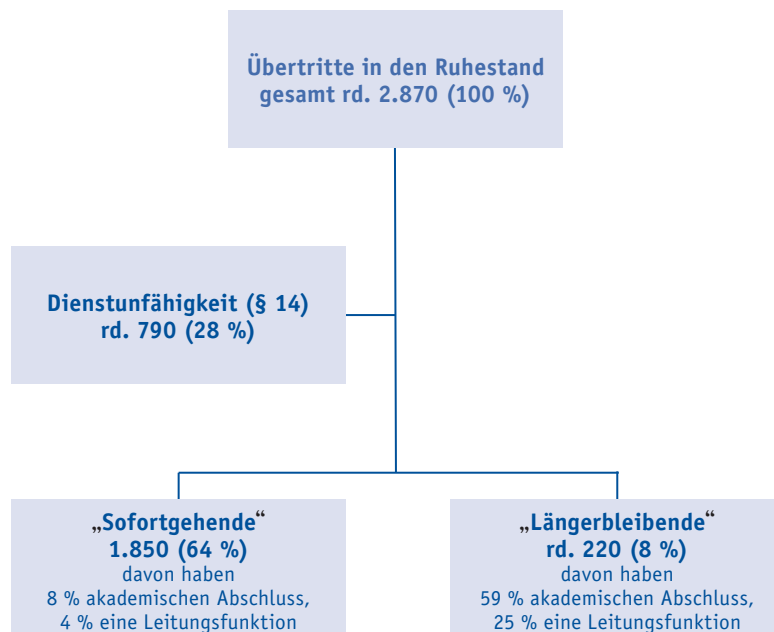 Übertritte in den Ruhestand
gesamt rd. 2.870 (100 %)
Dienstunfähigkeit (§ 14)
rd. 790 (28 %)
„Sofortgehende“
1.850 (64 %)
davon haben
8 % akademischen Abschluss,
4 % eine Leitungsfunktion
„Längerbleibende“
rd. 220 (8 %)
davon haben
59 % akademischen Abschluss,
25 % eine Leitungsfunktion